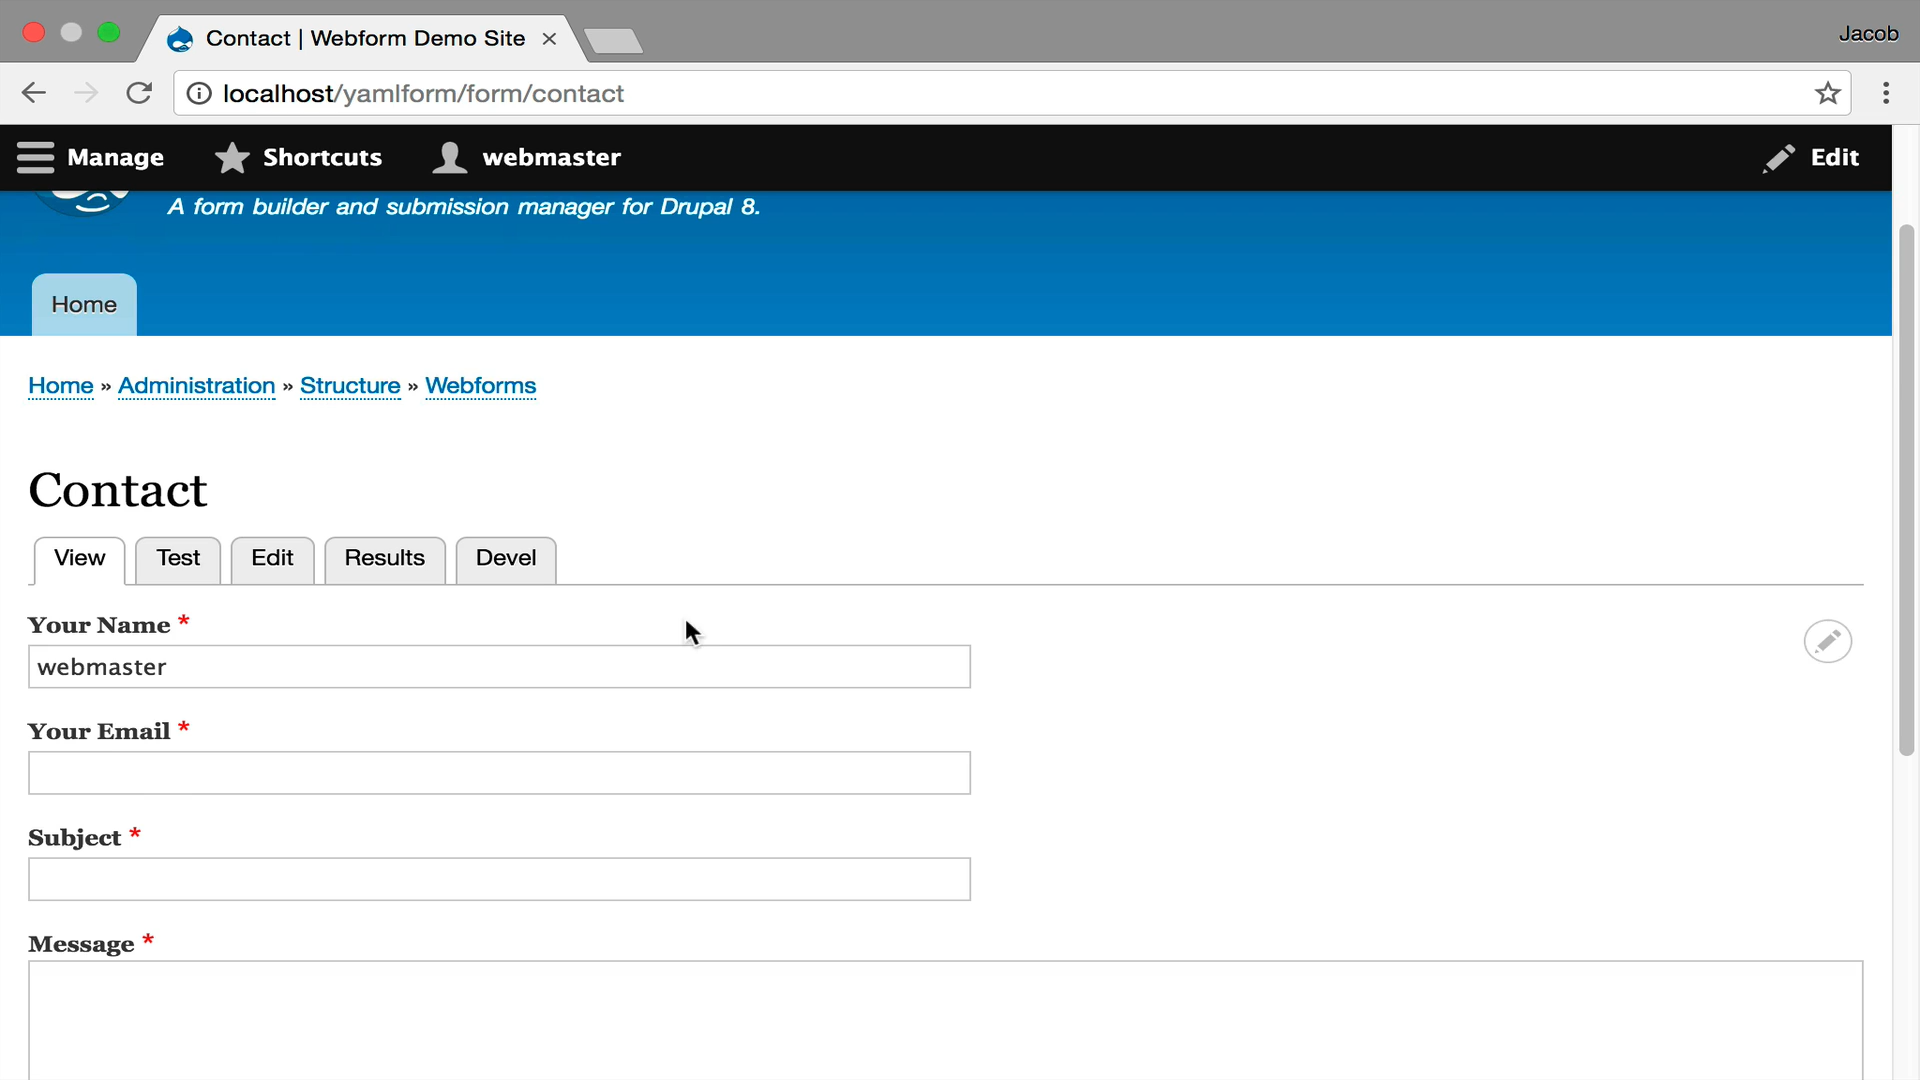 Contact | Webform Demo Site
Jacob
localhost/yamlform/form/contact
Manage Shortcuts webmaster Edit
A form builder and submission manager for Drupal 8.
Home
Home » Administration » Structure » Webforms
Contact
View Test Edit Results Devel
Your Name *
webmaster
Your Email *
Subject *
Message *